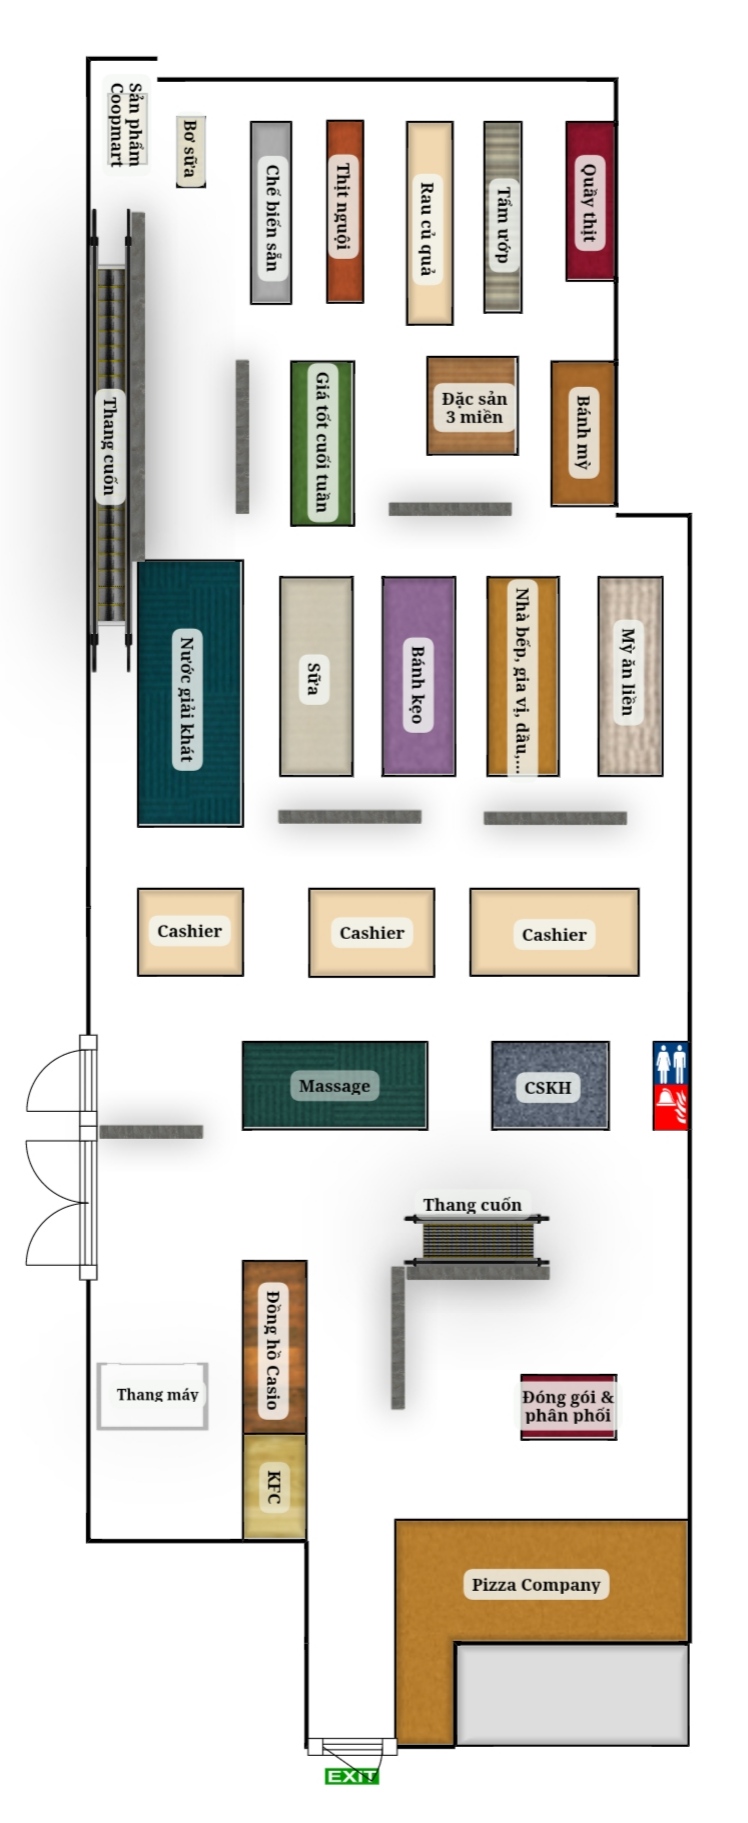 Sản phẩm
Coopmart
Bơ sữa
Chế biến sẵn
Thịt nguội
Rau củ quả
Tẩm ướp
Quầy thịt
Thang cuốn
Giá tốt cuối tuần
Đặc sản
3 miền
Bánh mỳ
Nước giải khát
Sữa
Bánh kẹo
Nhà bếp, gia vị, dầu,...
Mỳ ăn liền
Cashier
Cashier
Cashier
Massage
CSKH
Thang cuốn
Đồng hồ Casio
Thang máy
Đóng gói &
phân phối
KFC
Pizza Company
EXIT